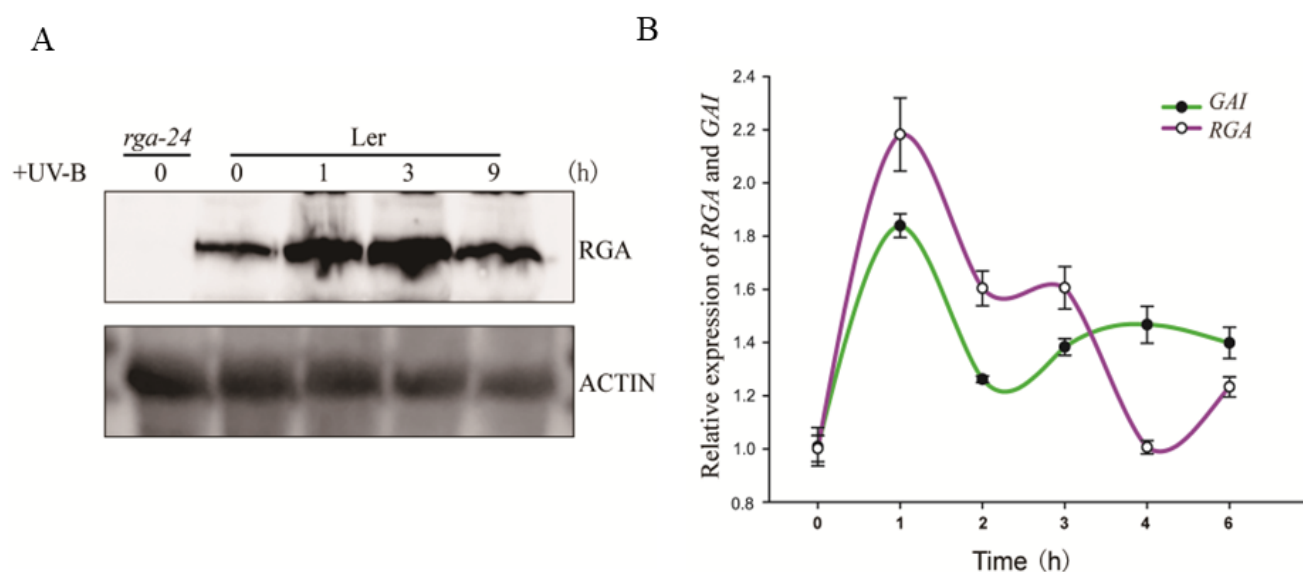 A
rga-24 Ler
+UV-B 0 0 1 3 9 (h)
RGA
ACTIN
B
Relative expression of RGA and GAI
2.4
2.2
2.0
1.8
1.6
1.4
1.2
1.0
0.8
GAI
RGA
0 1 2 3 4 6
Time (h)